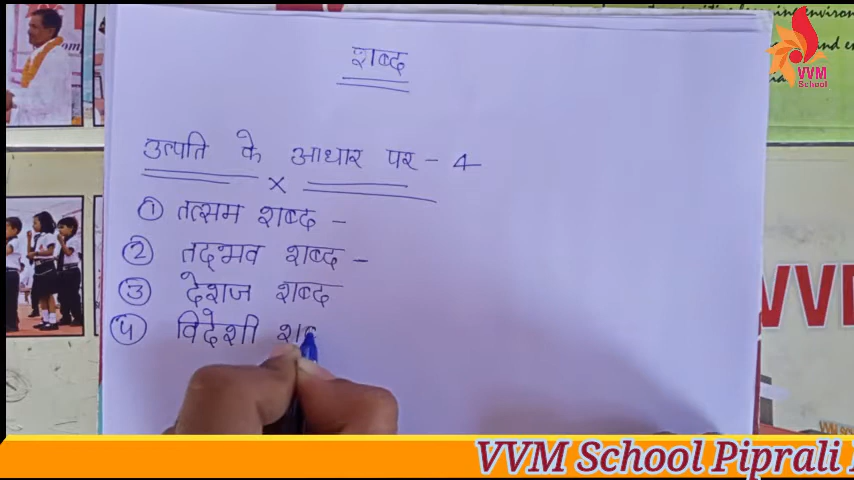 शब्द
उत्पति के आधार पर - 4
① तत्सम शब्द -
② तद्भव शब्द -
③ देशज शब्द
④ विदेशी
VVM
School
VVM
VVM School Piprali